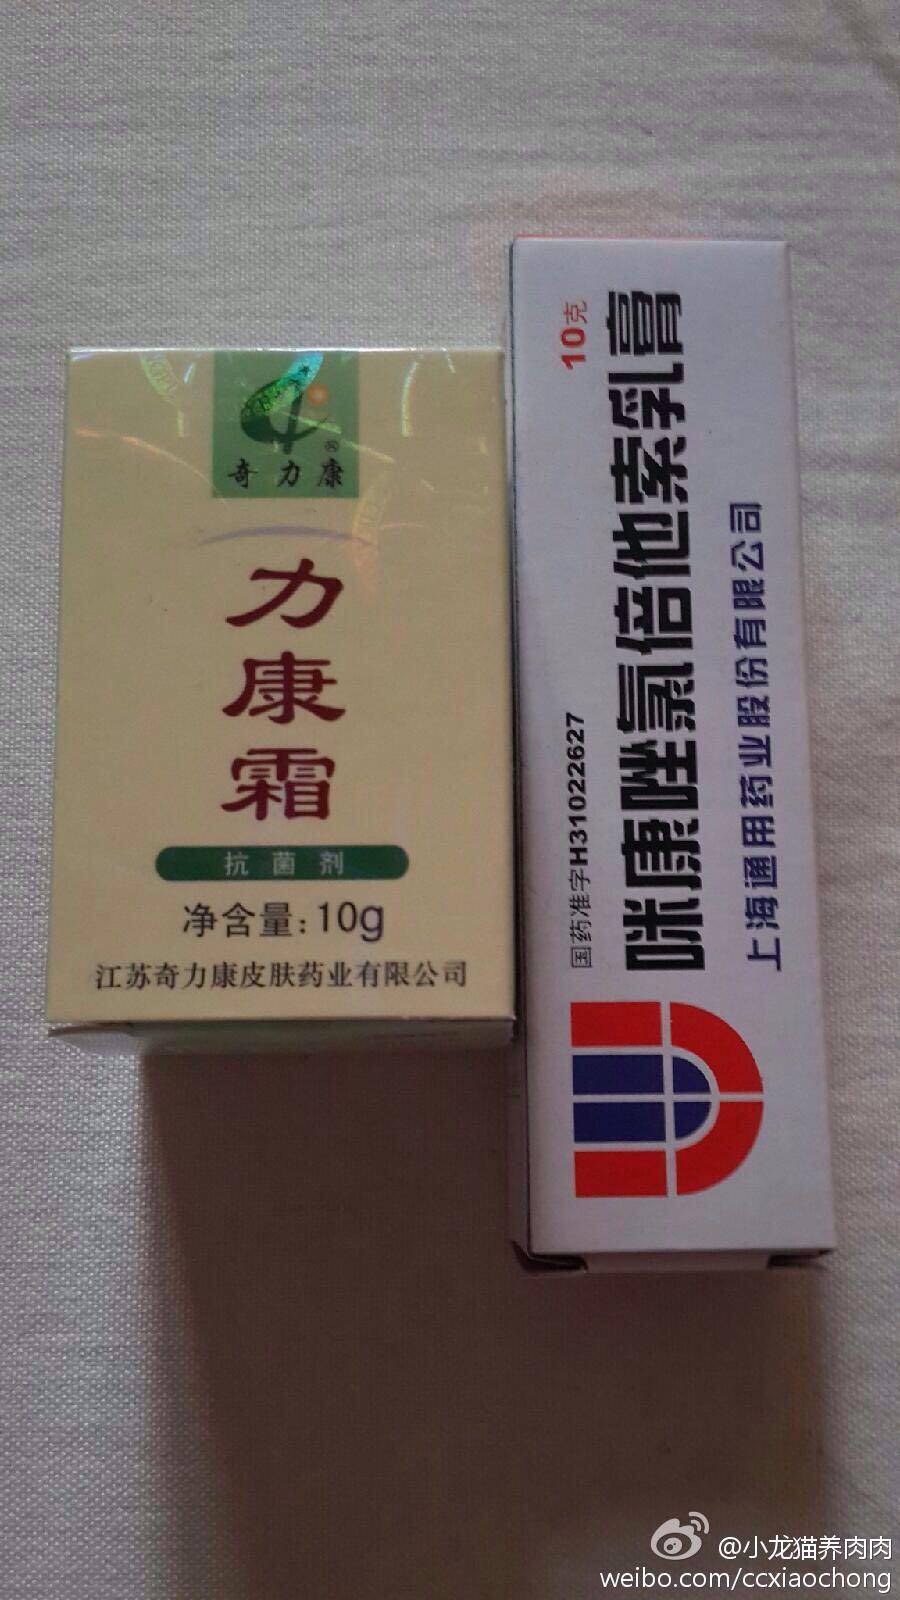 奇力康
力康霜
抗菌剂
净含量：10g
江苏奇力康皮肤药业有限公司
10克
国药准字H31022627
咪康唑氯倍他索乳膏
上海通用药业股份有限公司
@小龙猫养肉肉
weibo.com/ccxiaochong